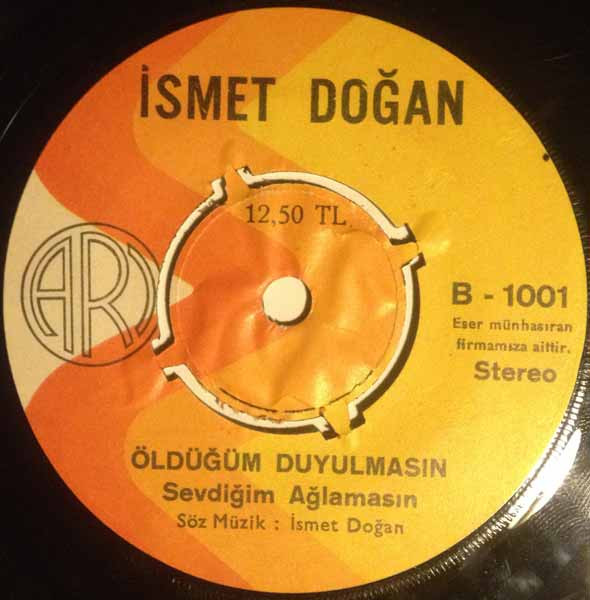 İSMET DOĞAN
12,50 TL.
ARI
B - 1001
Eser münhasıran
firmamıza aittir.
Stereo
ÖLDÜĞÜM DUYULMASIN
Sevdiğim Ağlamasın
Söz Müzik : İsmet Doğan